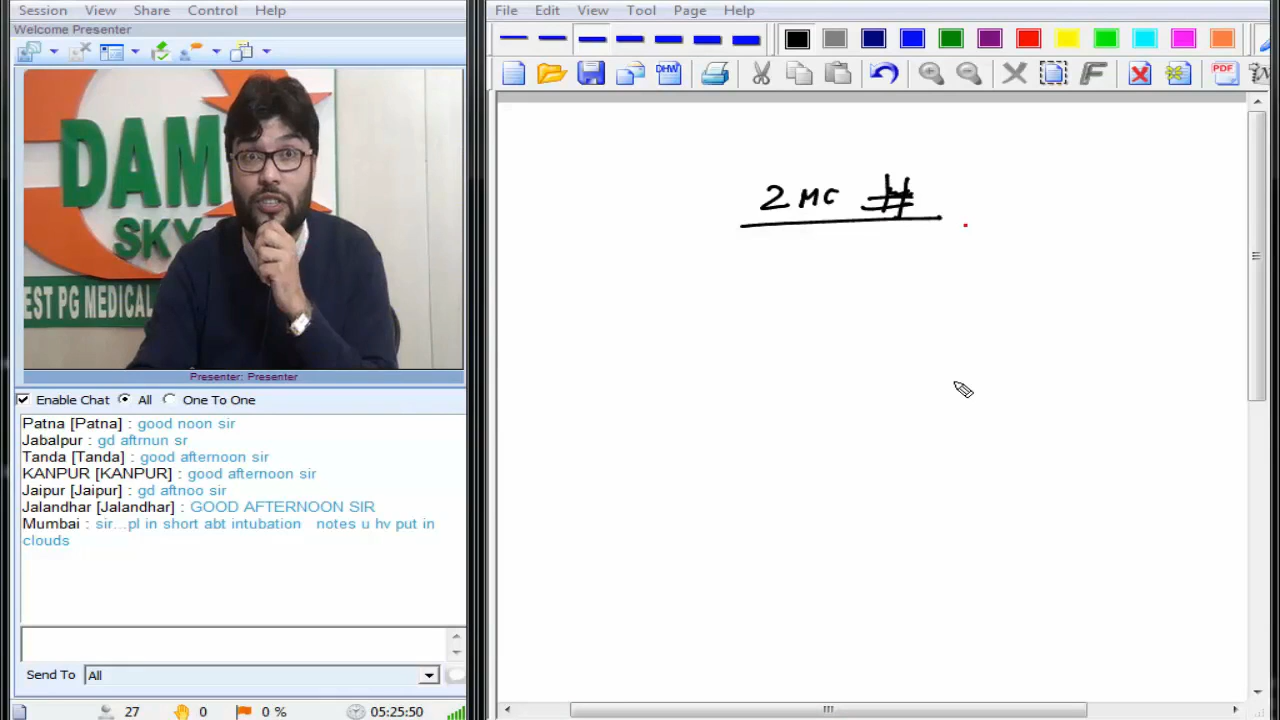 Session View Share Control Help
Welcome Presenter
DAM
SKY
EST PG MEDICAL
Presenter: Presenter
Enable Chat All One To One
Patna [Patna] : good noon sir
Jabalpur : gd aftrnun sr
Tanda [Tanda] : good afternoon sir
KANPUR [KANPUR] : good afternoon sir
Jaipur [Jaipur] : gd aftnoo sir
Jalandhar [Jalandhar] : GOOD AFTERNOON SIR
Mumbai : sir...pl in short abt intubation notes u hv put in
clouds
Send To All
27 0 0 % 05:25:50
File Edit View Tool Page Help
DHW PDF
2 MC #